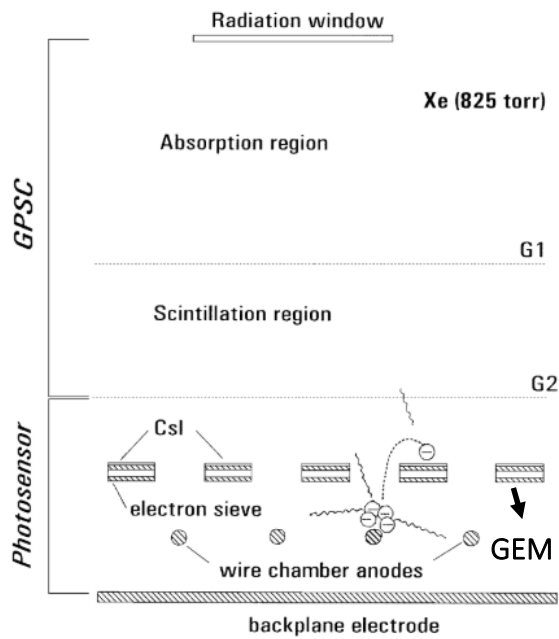 Radiation window
Xe (825 torr)
Absorption region
GPSC
G1
Scintillation region
G2
CsI
electron sieve
Photosensor
GEM
wire chamber anodes
backplane electrode